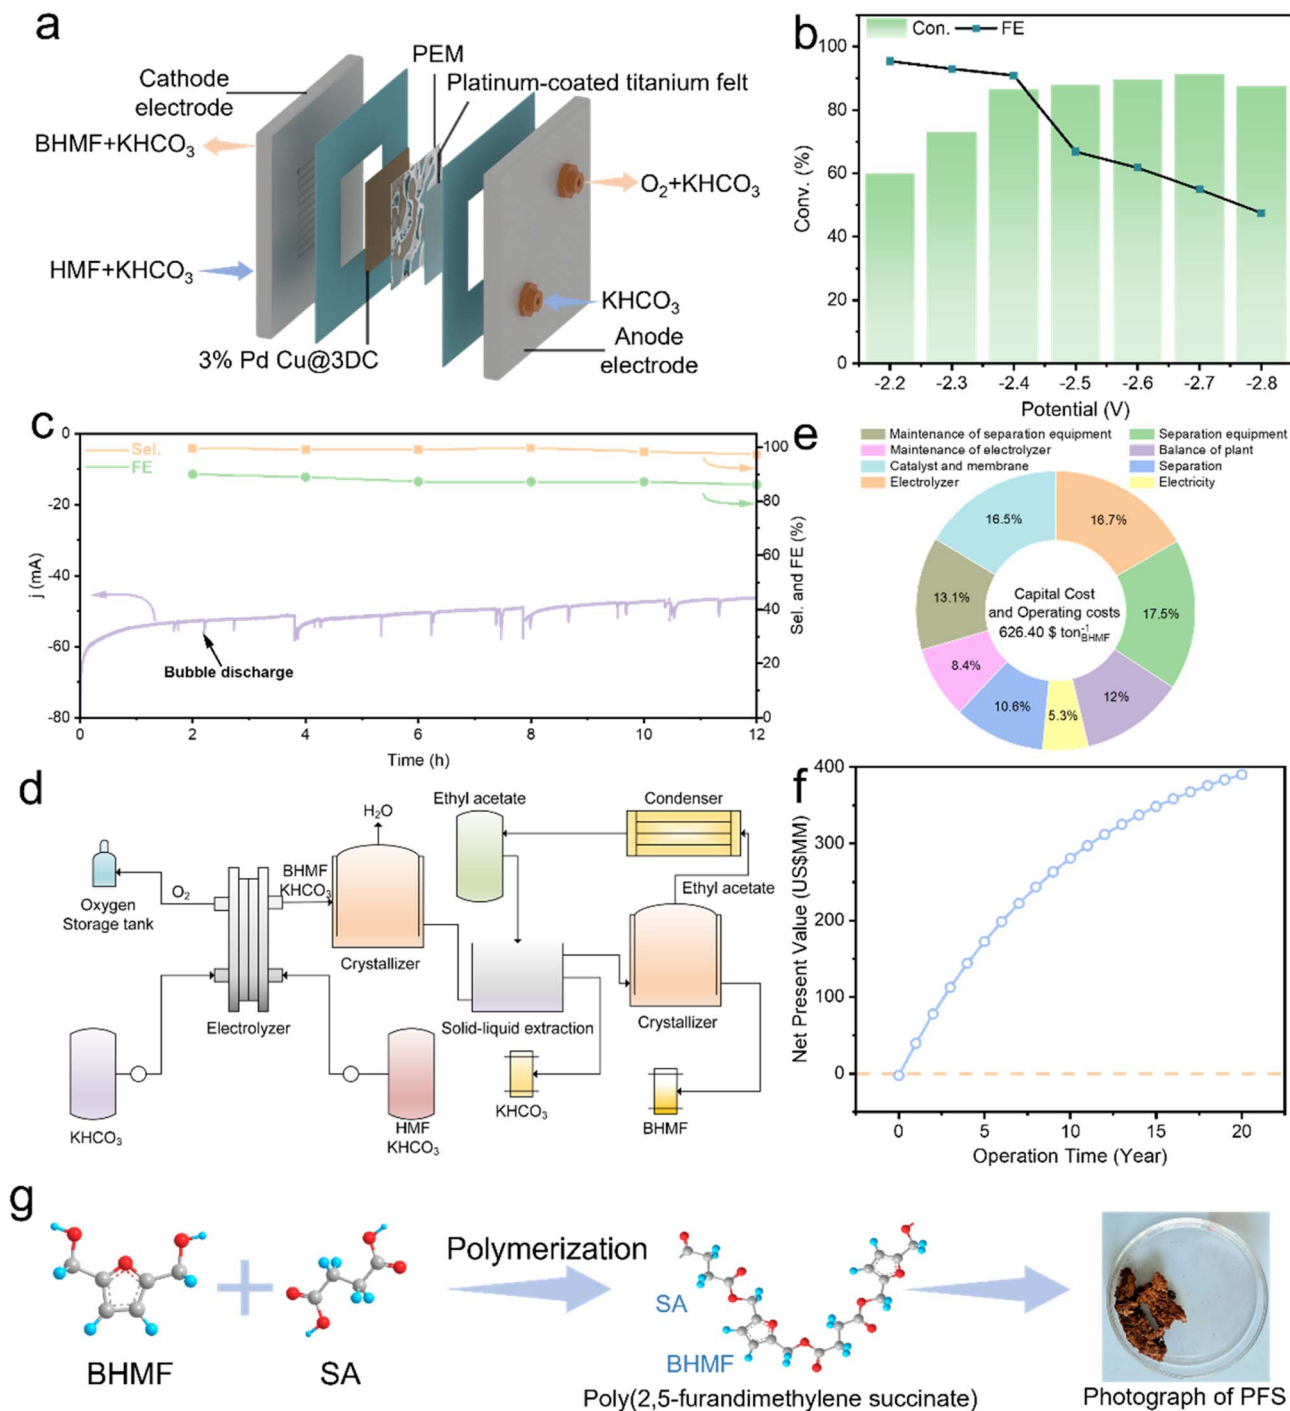 a
PEM
Cathode
electrode
Platinum-coated titanium felt
BHMF+KHCO₃
O₂+KHCO₃
HMF+KHCO₃
KHCO₃
3% Pd Cu@3DC
Anode
electrode
b
Con.
FE
100
80
60
40
20
0
Conv. (%)
-2.2
-2.3
-2.4
-2.5
-2.6
-2.7
-2.8
Potential (V)
c
Sel.
FE
0
-20
-40
-60
-80
j (mA)
Bubble discharge
100
80
60
40
20
0
Sel. and FE (%)
0
2
4
6
8
10
12
Time (h)
e
Maintenance of separation equipment
Separation equipment
Maintenance of electrolyzer
Balance of plant
Catalyst and membrane
Separation
Electrolyzer
Electricity
16.5%
16.7%
13.1%
17.5%
8.4%
10.6%
5.3%
12%
Capital Cost
and Operating costs
626.40 $ ton⁻¹BHMF
d
Ethyl acetate
Condenser
H₂O
BHMF
KHCO₃
O₂
Oxygen
Storage tank
Ethyl acetate
Crystallizer
Electrolyzer
Solid-liquid extraction
Crystallizer
KHCO₃
HMF
KHCO₃
KHCO₃
BHMF
f
400
300
200
100
0
Net Present Value (US$MM)
0
5
10
15
20
Operation Time (Year)
g
Polymerization
SA
BHMF
BHMF
SA
Poly(2,5-furandimethylene succinate)
Photograph of PFS